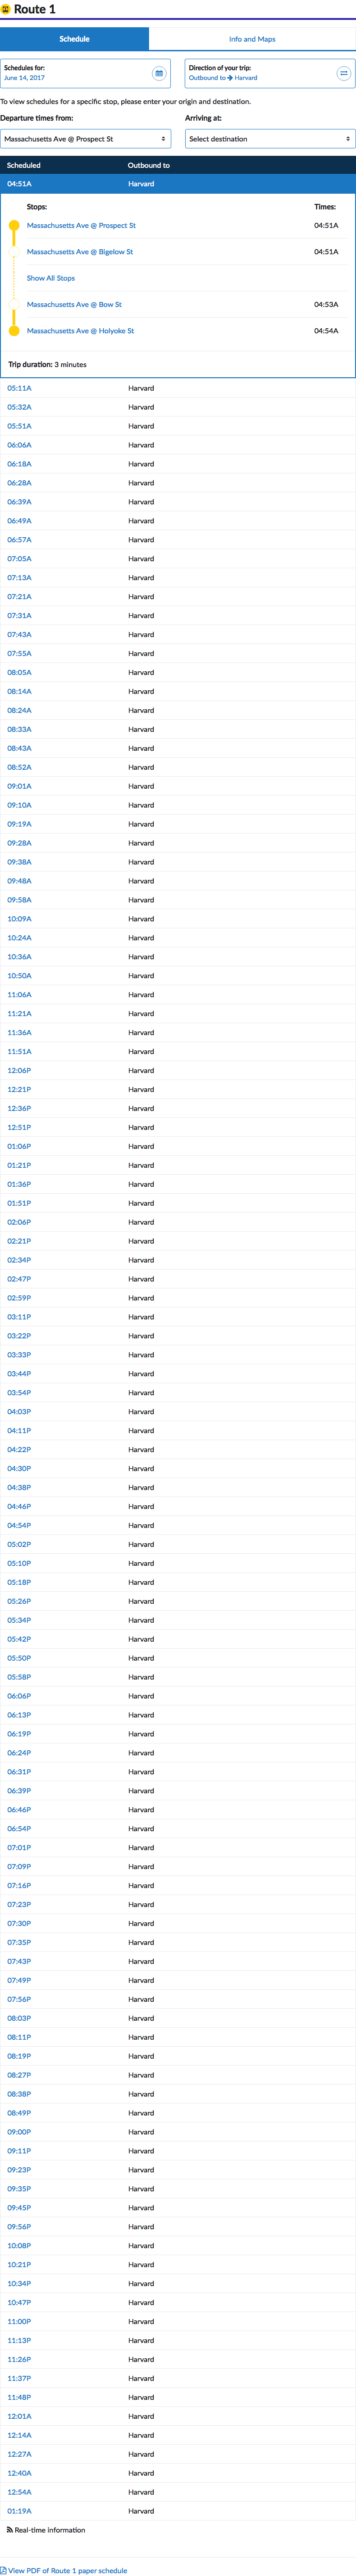 Route 1
Schedule
Info and Maps
Schedules for:
June 14, 2017
Direction of your trip:
Outbound to → Harvard
To view schedules for a specific stop, please enter your origin and destination.
Departure times from:
Arriving at:
Massachusetts Ave @ Prospect St
Select destination
Scheduled Outbound to
04:51A Harvard
Stops: Times:
Massachusetts Ave @ Prospect St 04:51A
Massachusetts Ave @ Bigelow St 04:51A
Show All Stops
Massachusetts Ave @ Bow St 04:53A
Massachusetts Ave @ Holyoke St 04:54A
Trip duration: 3 minutes
05:11A Harvard
05:32A Harvard
05:51A Harvard
06:06A Harvard
06:18A Harvard
06:28A Harvard
06:39A Harvard
06:49A Harvard
06:57A Harvard
07:05A Harvard
07:13A Harvard
07:21A Harvard
07:31A Harvard
07:43A Harvard
07:55A Harvard
08:05A Harvard
08:14A Harvard
08:24A Harvard
08:33A Harvard
08:43A Harvard
08:52A Harvard
09:01A Harvard
09:10A Harvard
09:19A Harvard
09:28A Harvard
09:38A Harvard
09:48A Harvard
09:58A Harvard
10:09A Harvard
10:24A Harvard
10:36A Harvard
10:50A Harvard
11:06A Harvard
11:21A Harvard
11:36A Harvard
11:51A Harvard
12:06P Harvard
12:21P Harvard
12:36P Harvard
12:51P Harvard
01:06P Harvard
01:21P Harvard
01:36P Harvard
01:51P Harvard
02:06P Harvard
02:21P Harvard
02:34P Harvard
02:47P Harvard
02:59P Harvard
03:11P Harvard
03:22P Harvard
03:33P Harvard
03:44P Harvard
03:54P Harvard
04:03P Harvard
04:11P Harvard
04:22P Harvard
04:30P Harvard
04:38P Harvard
04:46P Harvard
04:54P Harvard
05:02P Harvard
05:10P Harvard
05:18P Harvard
05:26P Harvard
05:34P Harvard
05:42P Harvard
05:50P Harvard
05:58P Harvard
06:06P Harvard
06:13P Harvard
06:19P Harvard
06:24P Harvard
06:31P Harvard
06:39P Harvard
06:46P Harvard
06:54P Harvard
07:01P Harvard
07:09P Harvard
07:16P Harvard
07:23P Harvard
07:30P Harvard
07:35P Harvard
07:43P Harvard
07:49P Harvard
07:56P Harvard
08:03P Harvard
08:11P Harvard
08:19P Harvard
08:27P Harvard
08:38P Harvard
08:49P Harvard
09:00P Harvard
09:11P Harvard
09:23P Harvard
09:35P Harvard
09:45P Harvard
09:56P Harvard
10:08P Harvard
10:21P Harvard
10:34P Harvard
10:47P Harvard
11:00P Harvard
11:13P Harvard
11:26P Harvard
11:37P Harvard
11:48P Harvard
12:01A Harvard
12:14A Harvard
12:27A Harvard
12:40A Harvard
12:54A Harvard
01:19A Harvard
Real-time information
View PDF of Route 1 paper schedule